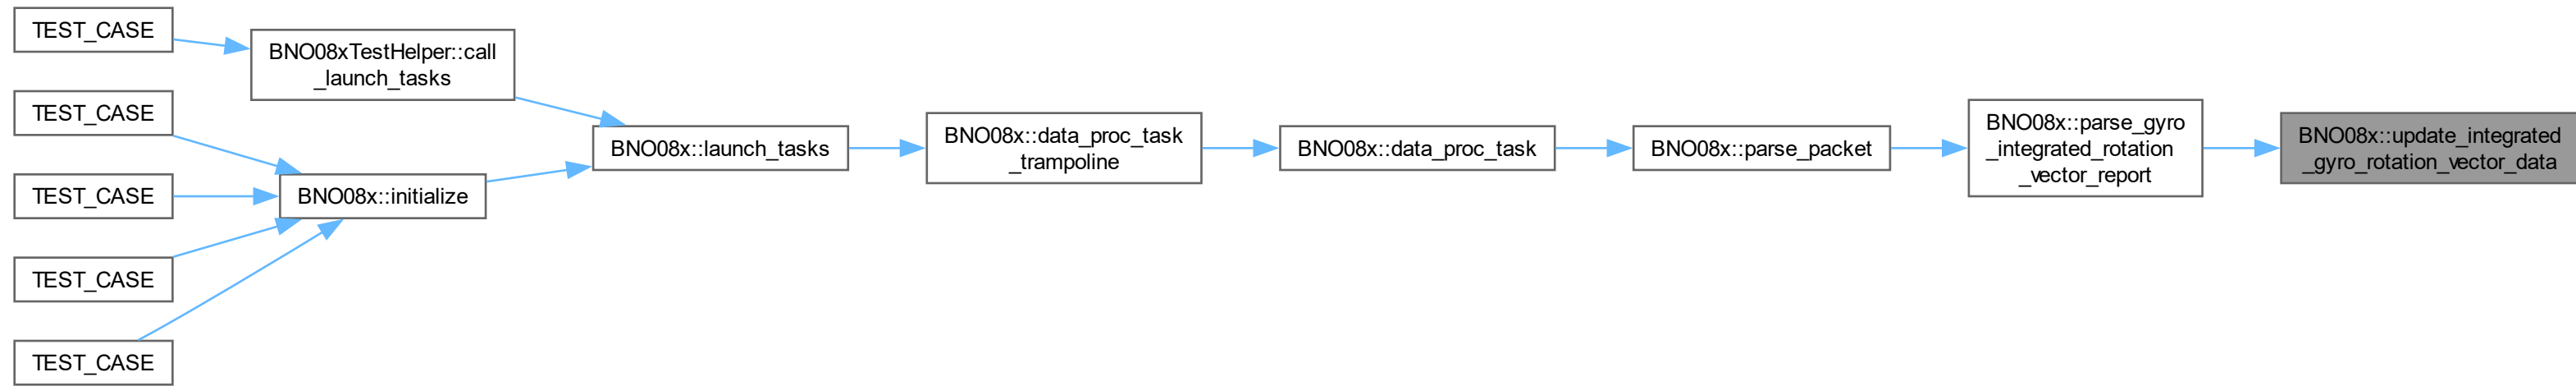 TEST_CASE
TEST_CASE
TEST_CASE
TEST_CASE
TEST_CASE
BNO08xTestHelper::call
_launch_tasks
BNO08x::initialize
BNO08x::launch_tasks
BNO08x::data_proc_task
_trampoline
BNO08x::data_proc_task
BNO08x::parse_packet
BNO08x::parse_gyro
_integrated_rotation
_vector_report
BNO08x::update_integrated
_gyro_rotation_vector_data